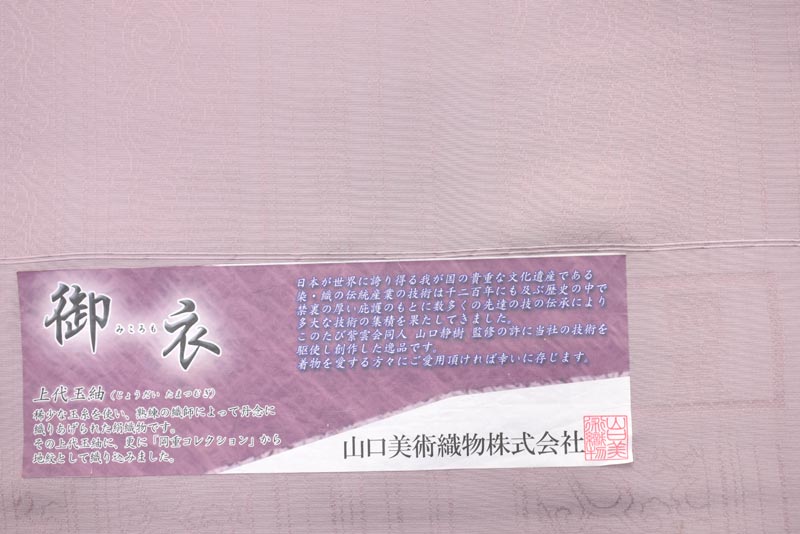 御衣
みころも
上代玉紬(じょうだい たまつむぎ)
稀少な玉糸を使い、熟練の織師によって丹念に
織りあげられた絹織物です。
その上代玉紬に、更に『岡重コレクション』から
地紋として織り込みました。
日本が世界に誇り得る我が国の貴重な文化遺産である
染・織の伝統産業の技術は千二百年にも及ぶ歴史の中で
禁裏の厚い庇護のもとに数多くの先達の技の伝承により
多大な技術の集積を果たしてきました。
このたび紫雲会同人 山口静樹 監修の許に当社の技術を
駆使し創作した逸品です。
着物を愛する方々にご愛用頂ければ幸いに存じます。
山口美術織物株式会社
山口美
術織物